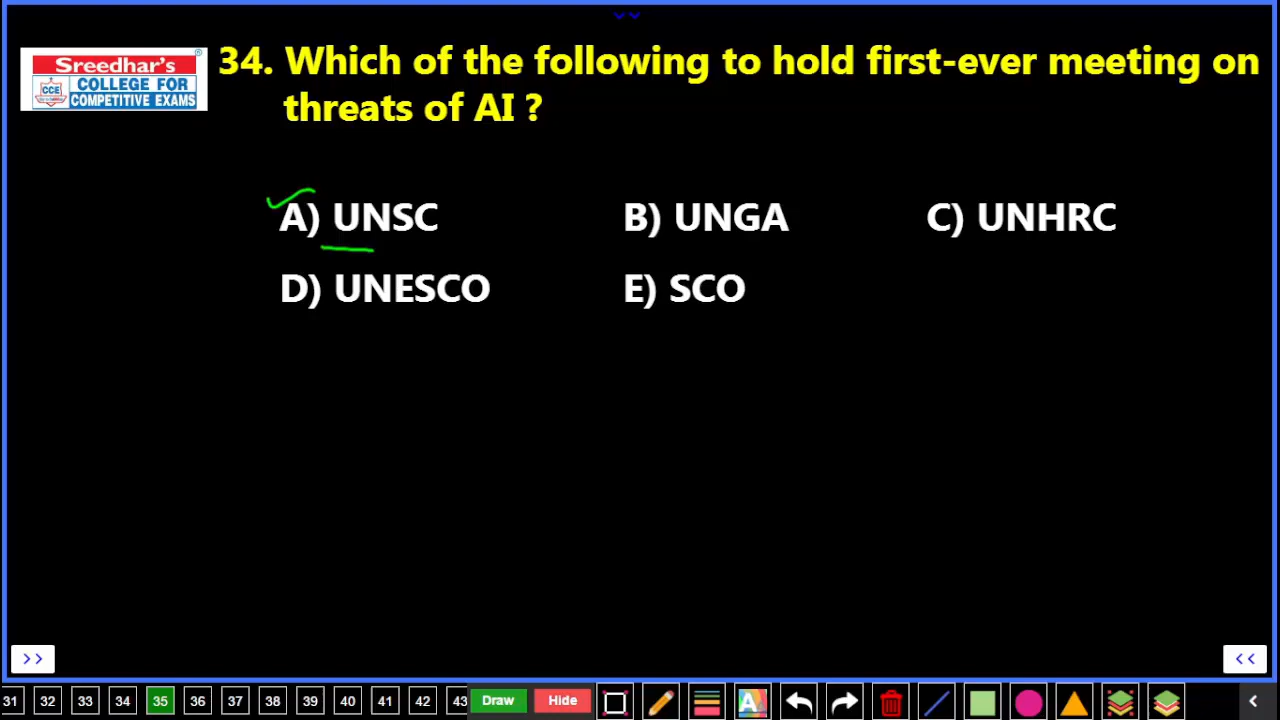 Sreedhar's
CCE
COLLEGE FOR
COMPETITIVE EXAMS
34. Which of the following to hold first-ever meeting on
threats of AI ?
A) UNSC B) UNGA C) UNHRC
D) UNESCO E) SCO
>> <<
31 32 33 34 35 36 37 38 39 40 41 42 43 Draw Hide A <